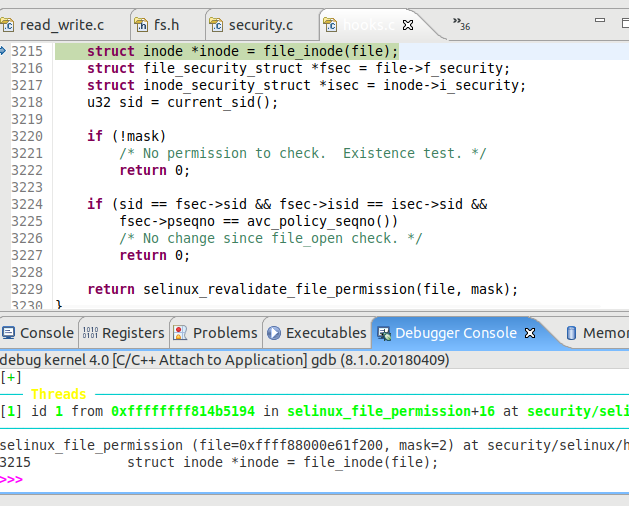 read_write.c fs.h security.c hooks.c »36
3215 struct inode *inode = file_inode(file);
3216 struct file_security_struct *fsec = file->f_security;
3217 struct inode_security_struct *isec = inode->i_security;
3218 u32 sid = current_sid();
3219
3220 if (!mask)
3221 /* No permission to check.  Existence test. */
3222 return 0;
3223
3224 if (sid == fsec->sid && fsec->isid == isec->sid &&
3225 fsec->pseqno == avc_policy_seqno())
3226 /* No change since file_open check. */
3227 return 0;
3228
3229 return selinux_revalidate_file_permission(file, mask);
3230 }
Console Registers Problems Executables Debugger Console Memor
debug kernel 4.0 [C/C++ Attach to Application] gdb (8.1.0.20180409)
[+]
Threads
[1] id 1 from 0xffffffff814b5194 in selinux_file_permission+16 at security/seli
selinux_file_permission (file=0xffff88000e61f200, mask=2) at security/selinux/h
3215 struct inode *inode = file_inode(file);
>>>